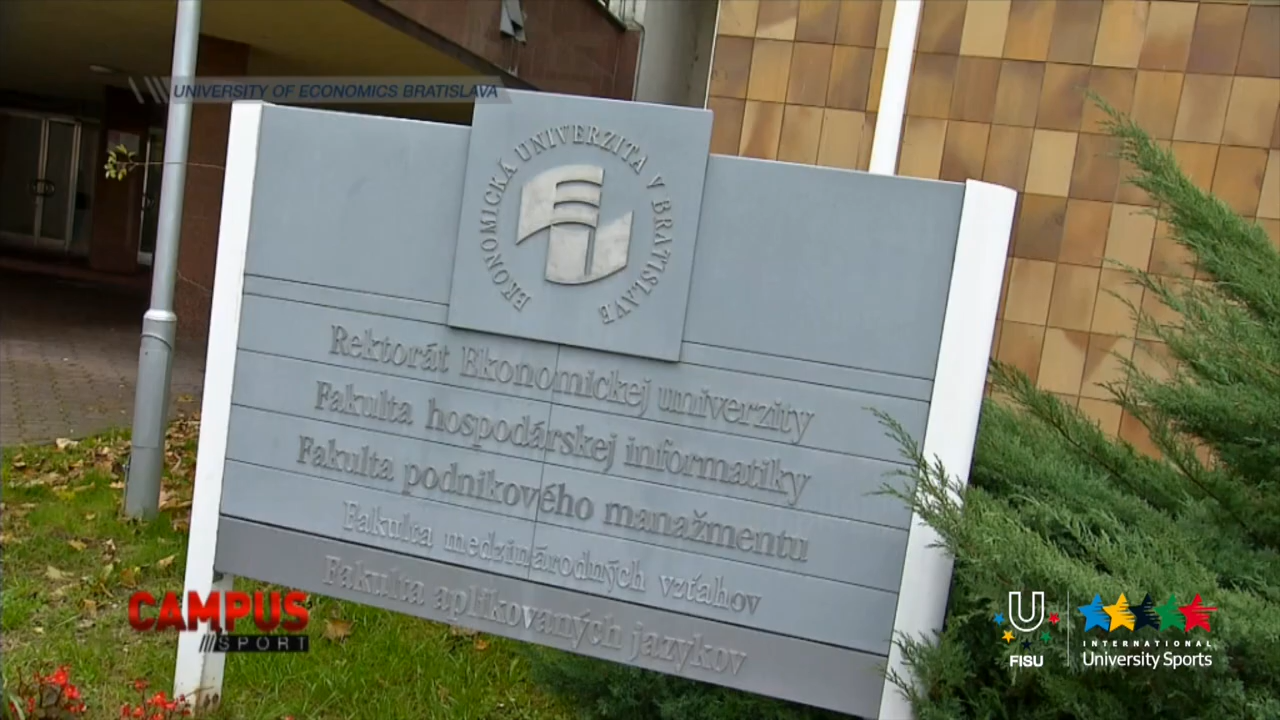 UNIVERSITY OF ECONOMICS BRATISLAVA
EKONOMICKÁ UNIVERZITA V BRATISLAVE
Rektorát Ekonomickej univerzity
Fakulta hospodárskej informatiky
Fakulta podnikového manažmentu
Fakulta medzinárodných vzťahov
Fakulta aplikovaných jazykov
CAMPUS
SPORT
U
FISU
INTERNATIONAL
University Sports